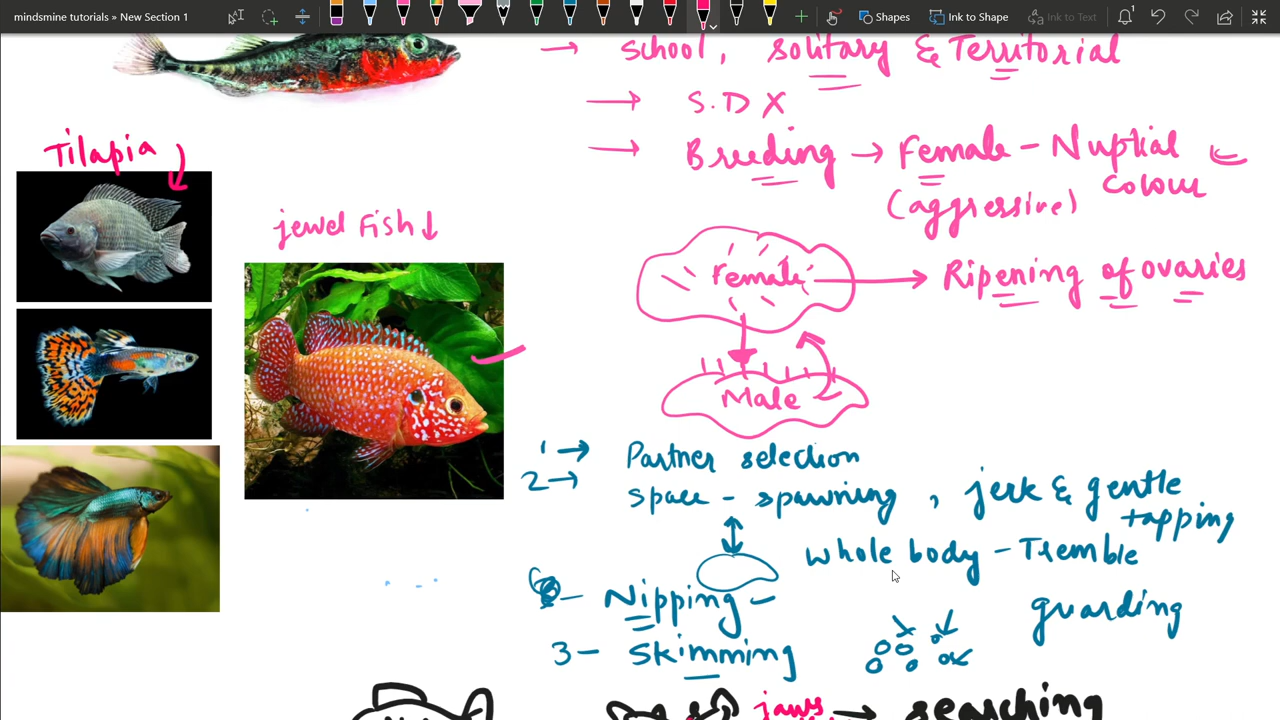 mindsmine tutorials » New Section 1
Shapes
Ink to Shape
Ink to Text
1
→ School, Solitary & Territorial
→ S.D X
→ Breeding → Female - Nuptial colour
(aggressive)
Tilapia
jewel Fish ↓
Female → Ripening of ovaries
Male
1 → Partner selection
2 → space - spawning, jerk & gentle tapping
whole body - Tremble
- Nipping -
guarding
3 - Skimming
jaws → searching